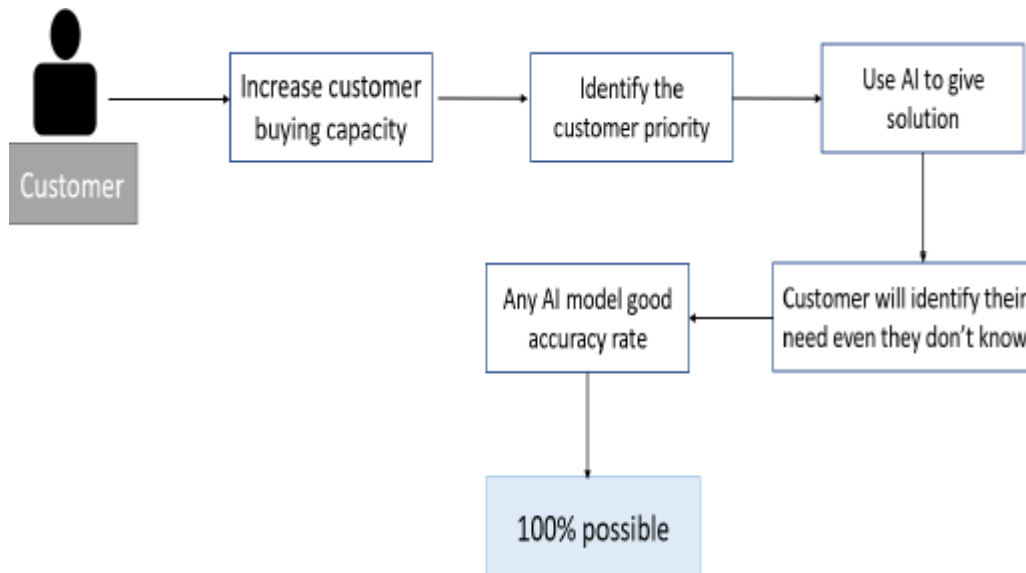 Customer
Increase customer
buying capacity
Identify the
customer priority
Use AI to give
solution
Customer will identify their
need even they don't know
Any AI model good
accuracy rate
100% possible